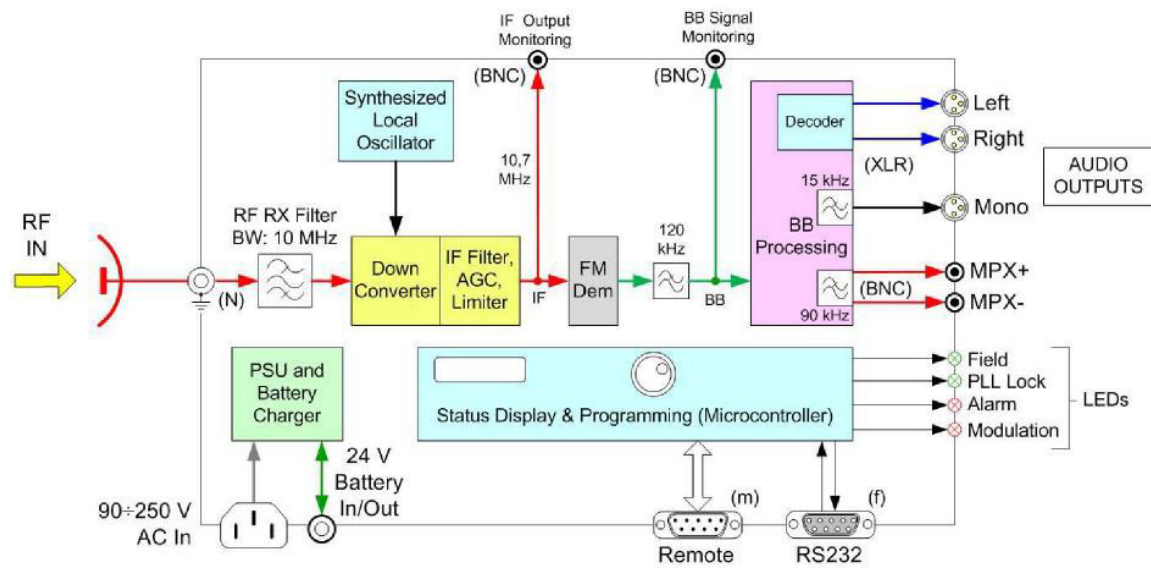 IF Output
Monitoring
BB Signal
Monitoring
(BNC)
(BNC)
Synthesized
Local
Oscillator
Decoder
Left
Right
(XLR)
AUDIO
OUTPUTS
10,7
MHz
15 kHz
Mono
RF
IN
RF RX Filter
BW: 10 MHz
120
kHz
BB
Processing
Down
Converter
IF Filter,
AGC,
Limiter
IF
FM
Dem
BB
MPX+
(BNC)
MPX-
90 kHz
(N)
PSU and
Battery
Charger
Status Display & Programming (Microcontroller)
Field
PLL Lock
Alarm
Modulation
LEDs
24 V
Battery
In/Out
90÷250 V
AC In
(m)
(f)
Remote
RS232